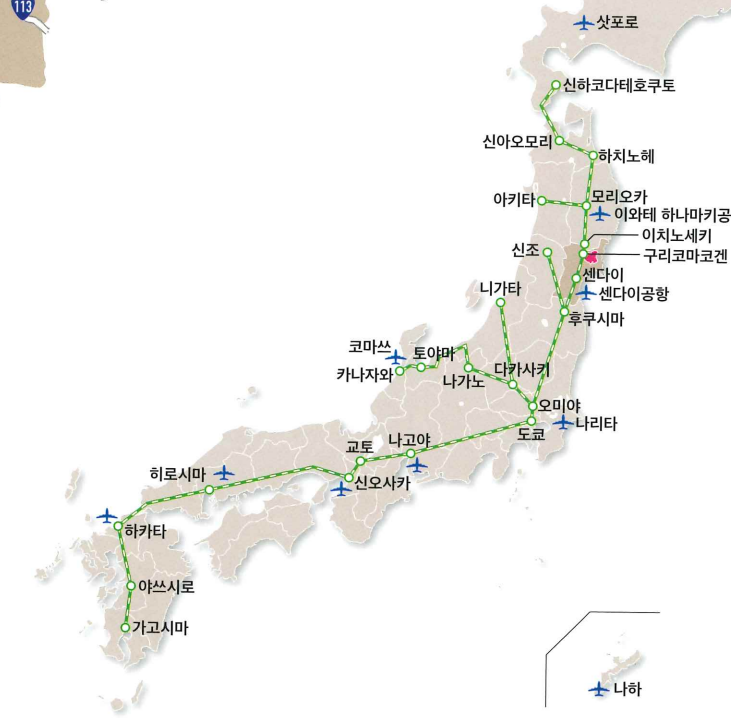 113
삿포로
신하코다테호쿠토
신아오모리
하치노헤
아키타
모리오카
이와테 하나마키공
이치노세키
신조
구리코마코겐
센다이
니가타
센다이공항
후쿠시마
코마쓰
토야마
카나자와
나가노
다카사키
오미야
나리타
도쿄
나고야
교토
히로시마
신오사카
하카타
야쓰시로
가고시마
나하